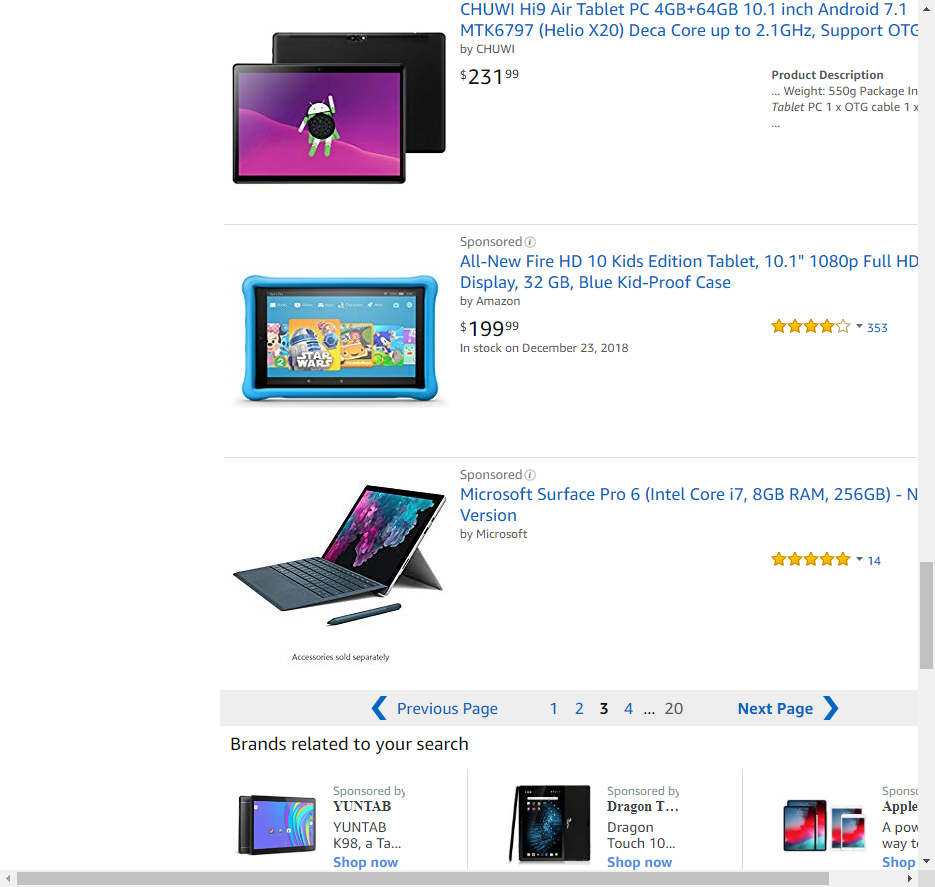 CHUWI Hi9 Air Tablet PC 4GB+64GB 10.1 inch Android 7.1
MTK6797 (Helio X20) Deca Core up to 2.1GHz, Support OTG
by CHUWI
$231 99
Product Description
... Weight: 550g Package In
Tablet PC 1 x OTG cable 1 x
...
Sponsored
All-New Fire HD 10 Kids Edition Tablet, 10.1" 1080p Full HD
Display, 32 GB, Blue Kid-Proof Case
by Amazon
$199 99
353
In stock on December 23, 2018
STAR
WARS
Sponsored
Microsoft Surface Pro 6 (Intel Core i7, 8GB RAM, 256GB) - N
Version
by Microsoft
14
Accessories sold separately
Previous Page 1 2 3 4 ... 20 Next Page
Brands related to your search
Sponsored by
YUNTAB
YUNTAB
K98, a Ta...
Shop now
Sponsored by
Dragon T...
Dragon
Touch 10...
Shop now
Sponso
Apple
A pow
way to
Shop